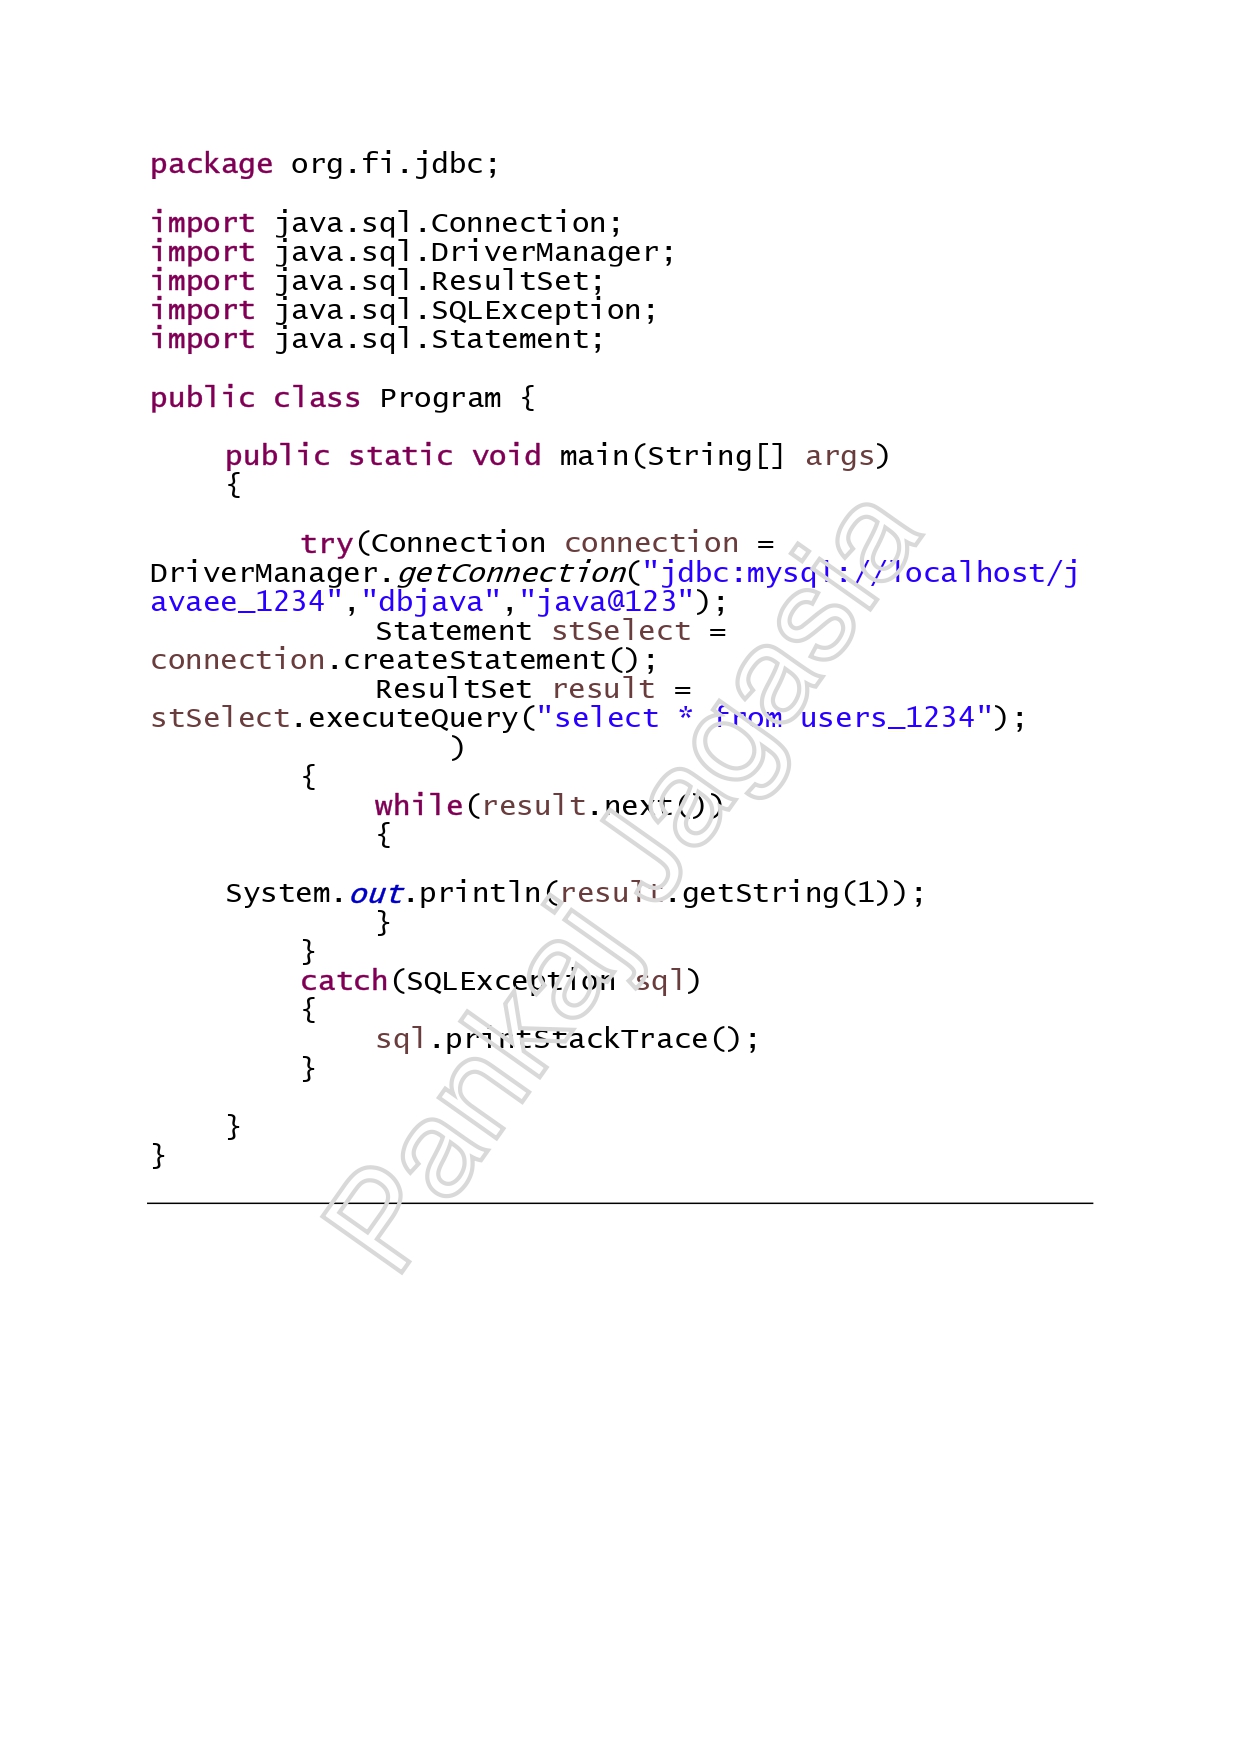 package org.fi.jdbc;
import java.sql.Connection;
import java.sql.DriverManager;
import java.sql.ResultSet;
import java.sql.SQLException;
import java.sql.Statement;
public class Program {
public static void main(String[] args)
{
try(Connection connection =
DriverManager.getConnection("jdbc:mysql://localhost/j
avaee_1234","dbjava","java@123");
Statement stSelect =
connection.createStatement();
ResultSet result =
stSelect.executeQuery("select * from users_1234");
)
{
while(result.next())
{
System.out.println(result.getString(1));
}
}
catch(SQLException sql)
{
sql.printStackTrace();
}
}
}
Pankaj Jagasia